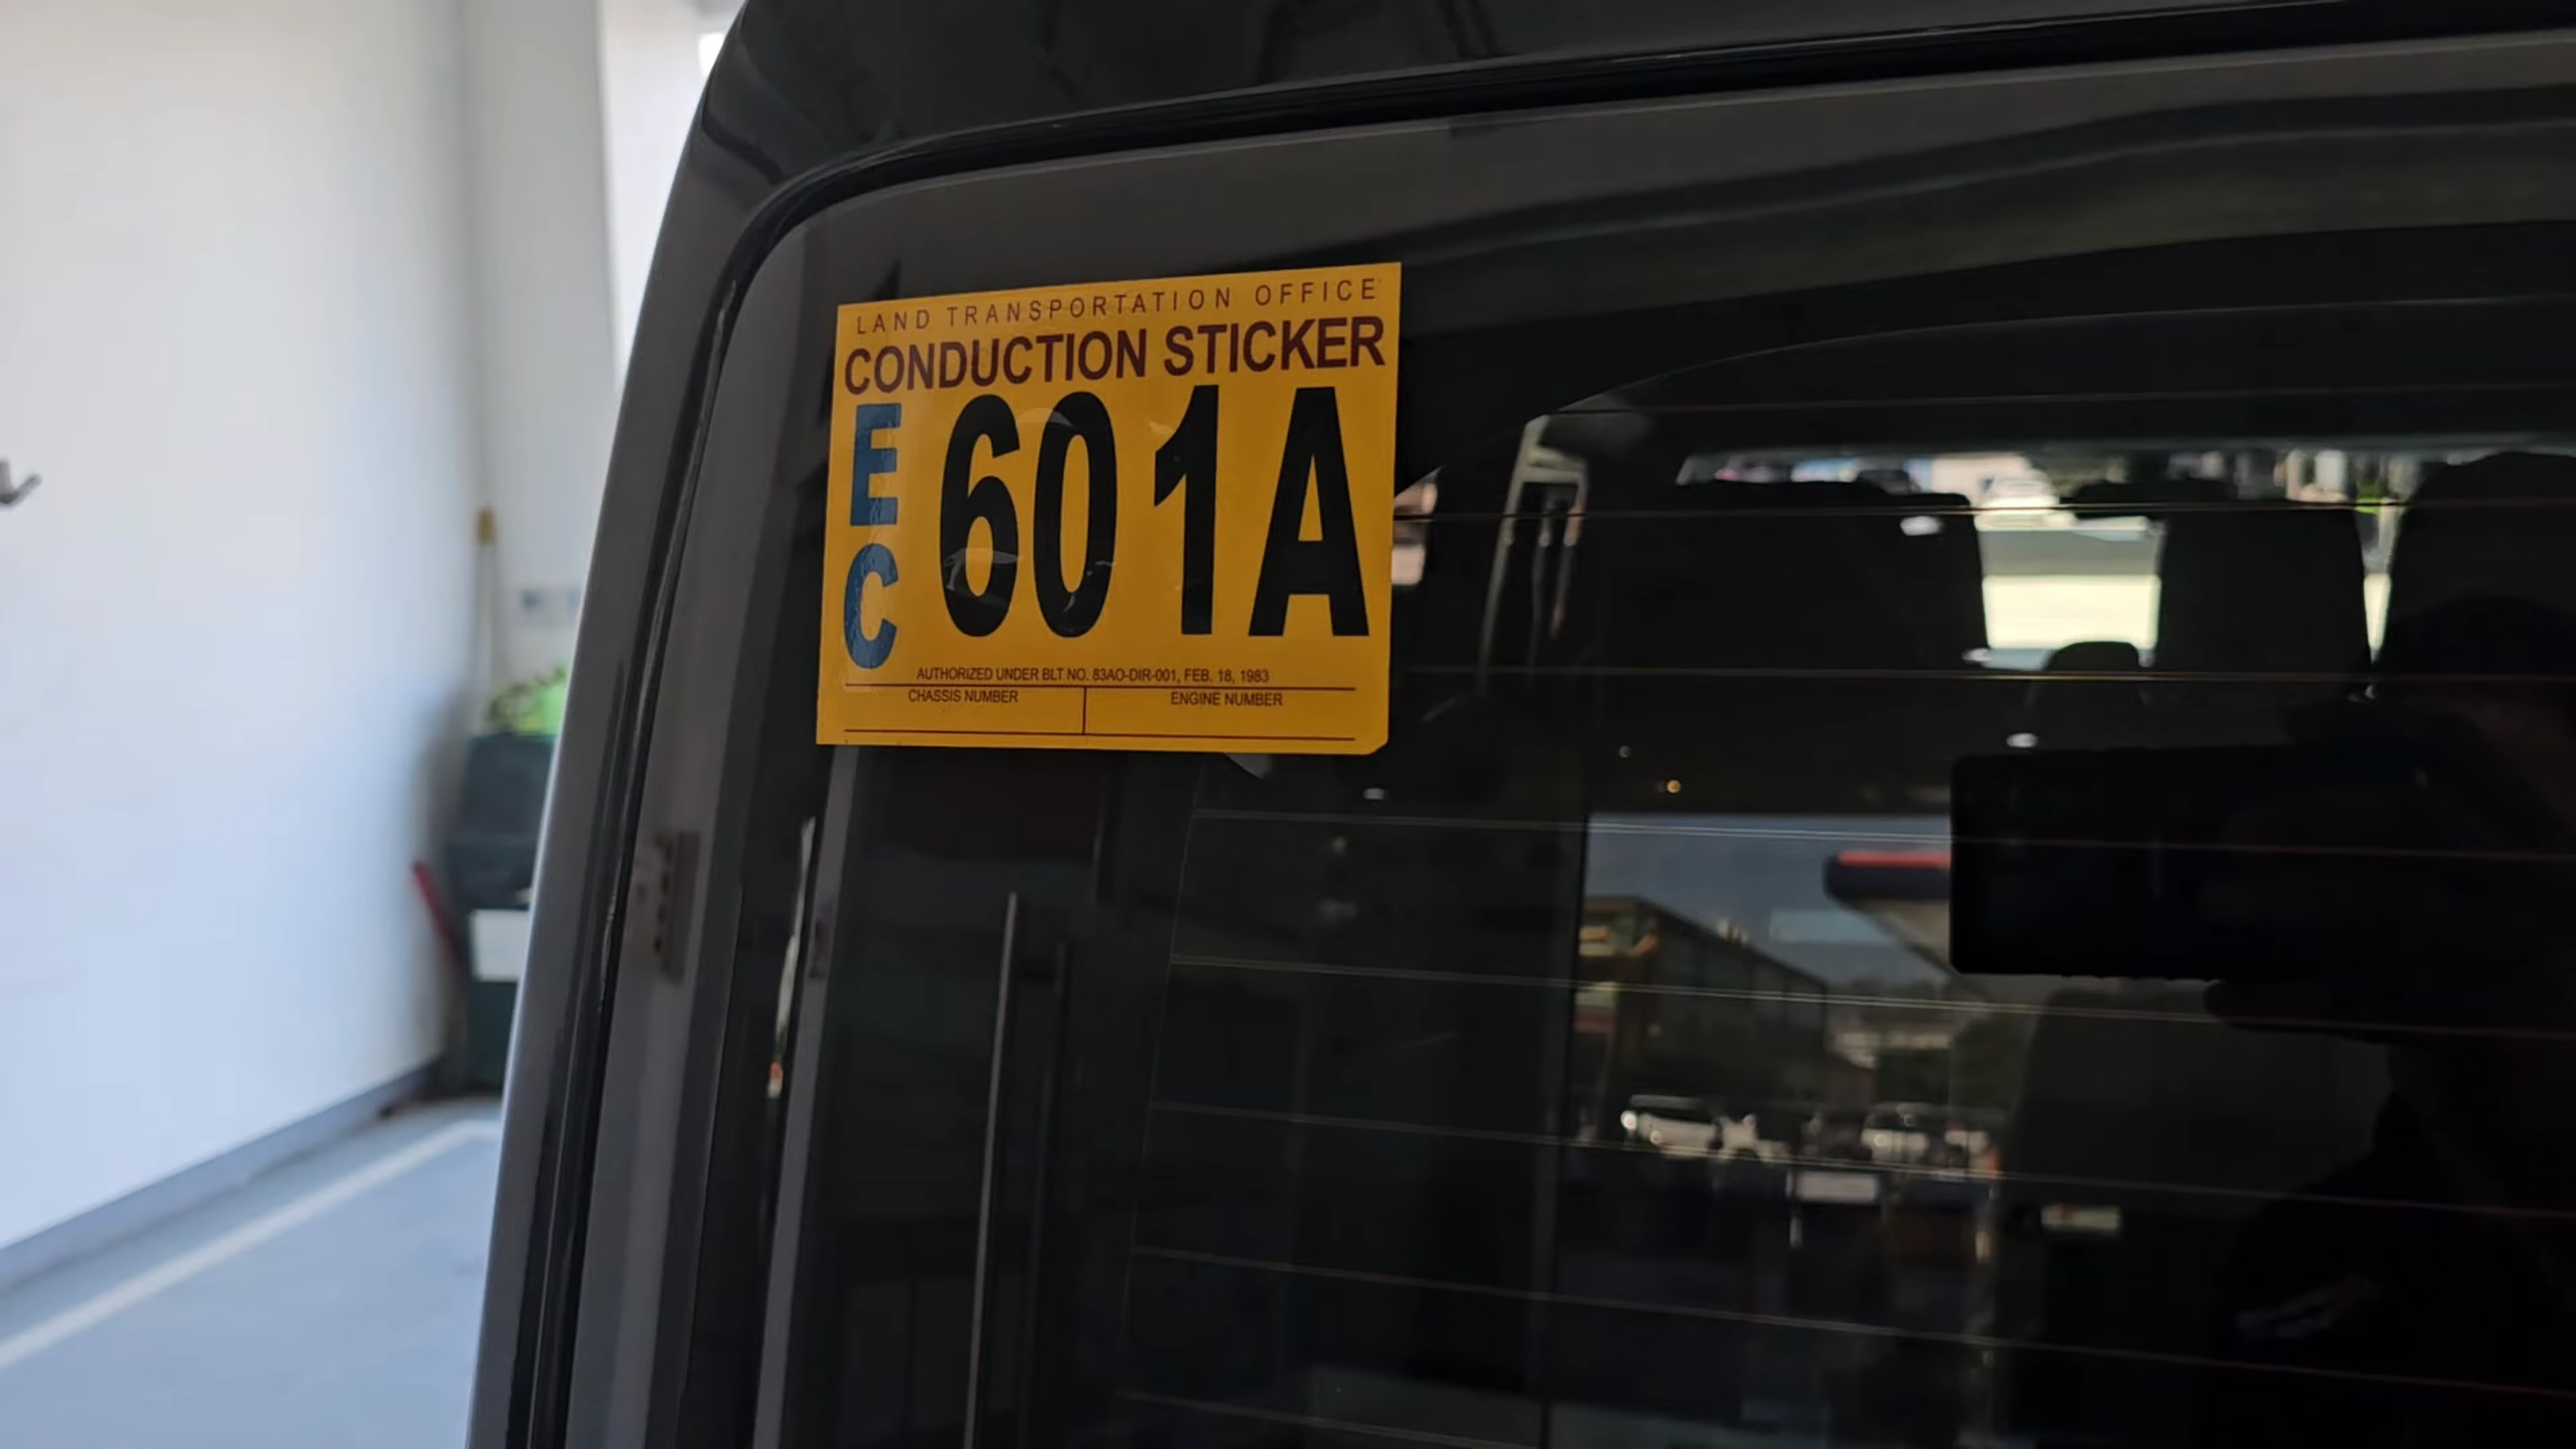 LAND TRANSPORTATION OFFICE
CONDUCTION STICKER
EC 601A
AUTHORIZED UNDER BLT NO. 83AO-DIR-001, FEB. 18, 1983
CHASSIS NUMBER ENGINE NUMBER